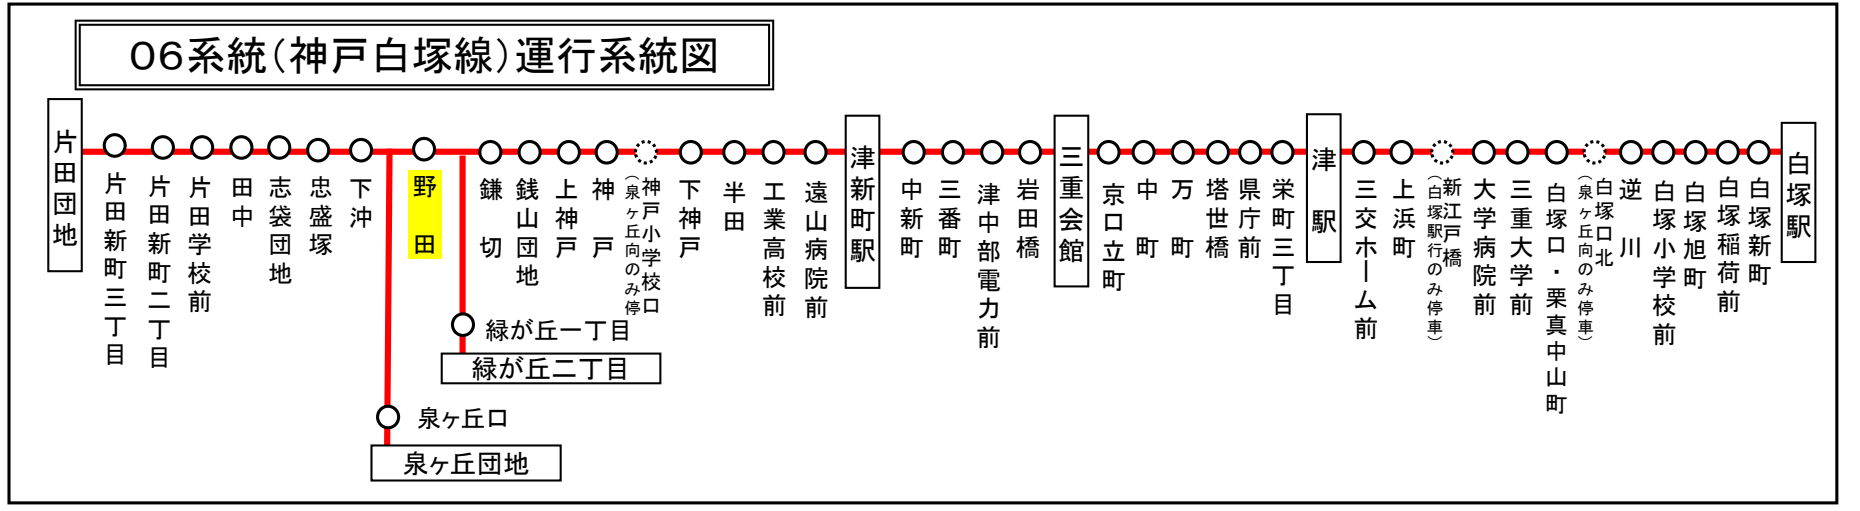 06系統(神戸白塚線)運行系統図
片田団地
片田新町三丁目
片田新町二丁目
片田学校前
田中
志袋団地
忠盛塚
下沖
野田
鎌切
銭山団地
上神戸
神戸
神戸小学校口
(泉ヶ丘向のみ停車)
下神戸
半田
工業高校前
遠山病院前
津新町駅
中新町
三番町
津中部電力前
岩田橋
三重会館
京口立町
中町
万町
塔世橋
県庁前
栄町三丁目
津駅
三交ホーム前
上浜町
新江戸橋
(白塚駅行のみ停車)
大学病院前
三重大学前
白塚口・栗真中山町
白塚口北
(泉ヶ丘向のみ停車)
逆川
白塚小学校前
白塚旭町
白塚稲荷前
白塚新町
白塚駅
緑が丘一丁目
緑が丘二丁目
泉ヶ丘口
泉ヶ丘団地